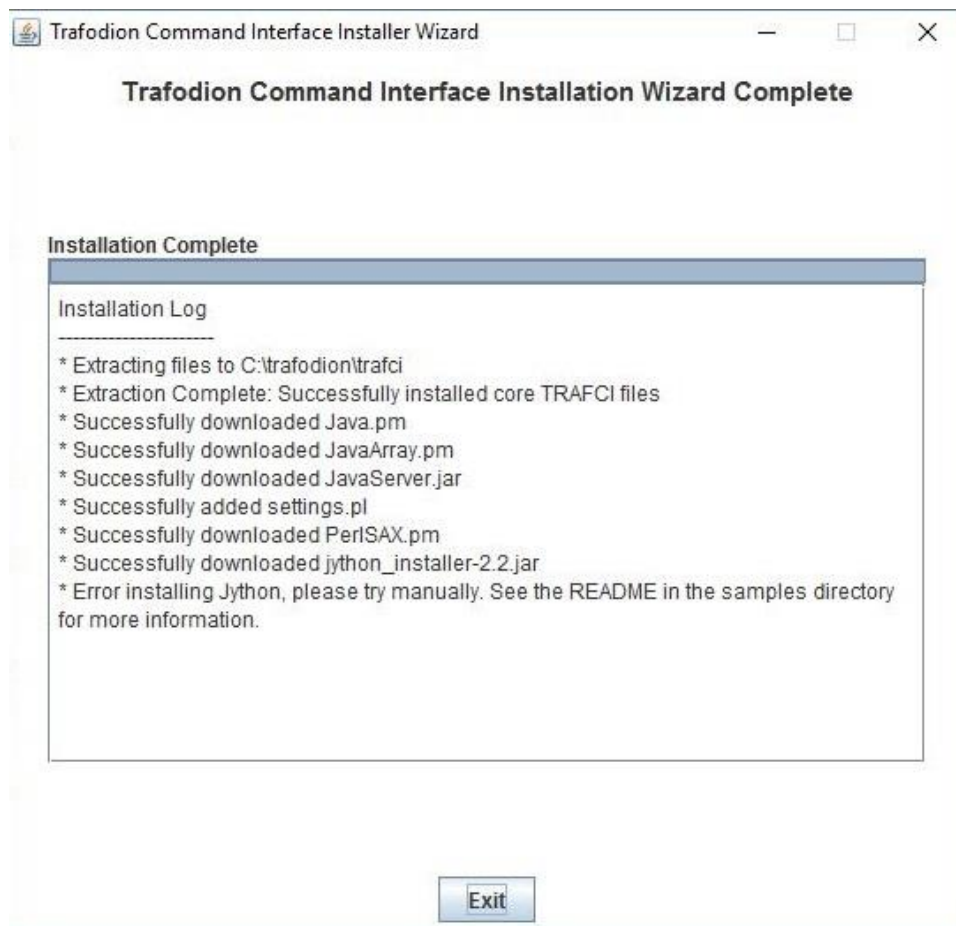 Trafodion Command Interface Installer Wizard
Trafodion Command Interface Installation Wizard Complete
Installation Complete
Installation Log
----------------------
* Extracting files to C:\trafodion\trafci
* Extraction Complete: Successfully installed core TRAFCI files
* Successfully downloaded Java.pm
* Successfully downloaded JavaArray.pm
* Successfully downloaded JavaServer.jar
* Successfully added settings.pl
* Successfully downloaded PerlSAX.pm
* Successfully downloaded jython_installer-2.2.jar
* Error installing Jython, please try manually. See the README in the samples directory
for more information.
Exit